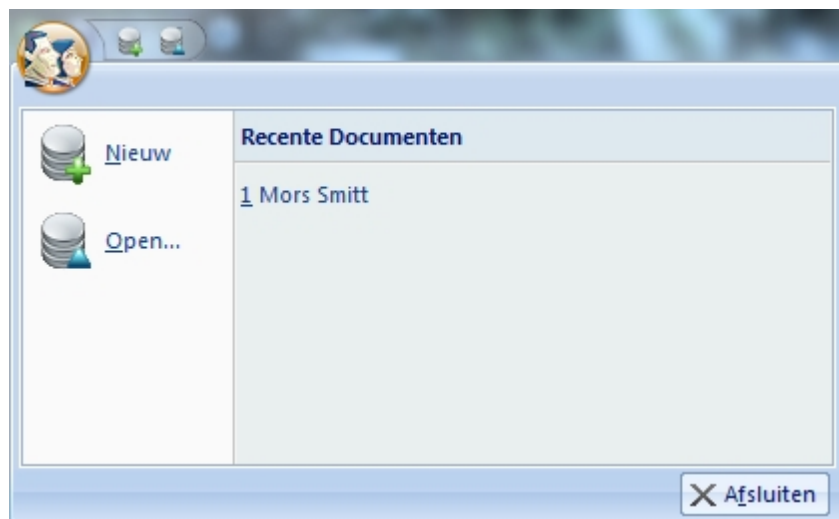 Nieuw
Open...
Recente Documenten
1 Mors Smitt
Afsluiten